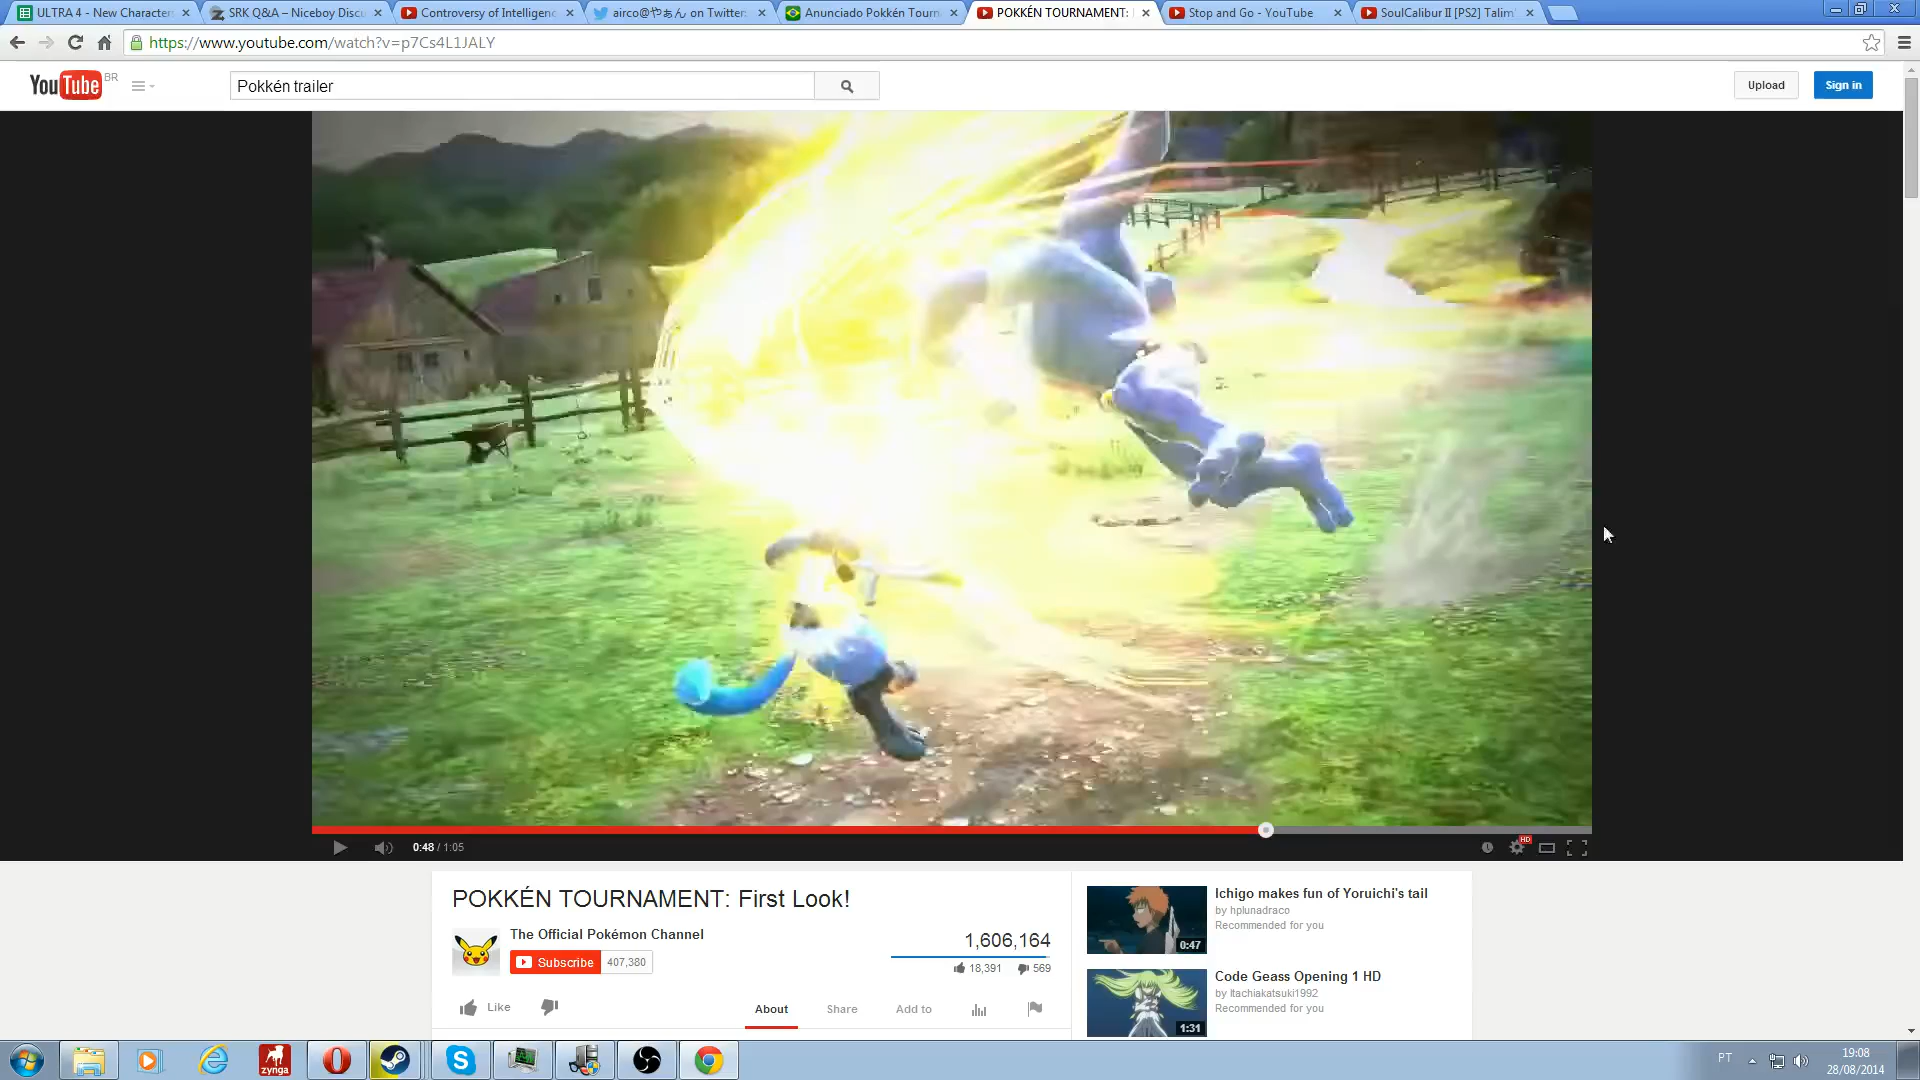 ULTRA 4 - New Character
SRK Q&A – Niceboy Discu
Controversy of Intelligenc
airco@やぁん on Twitter:
Anunciado Pokkén Tourn
POKKÉN TOURNAMENT:
Stop and Go - YouTube
SoulCalibur II [PS2] Talim
https://www.youtube.com/watch?v=p7Cs4L1JALY
YouTube BR
Pokkén trailer
Upload
Sign in
0:48 / 1:05
HD
POKKÉN TOURNAMENT: First Look!
The Official Pokémon Channel
Subscribe 407,380
1,606,164
18,391 569
Like
About
Share
Add to
Ichigo makes fun of Yoruichi's tail
by hplunadraco
Recommended for you
0:47
Code Geass Opening 1 HD
by Itachiakatsuki1992
Recommended for you
1:31
zynga
PT
19:08
28/08/2014